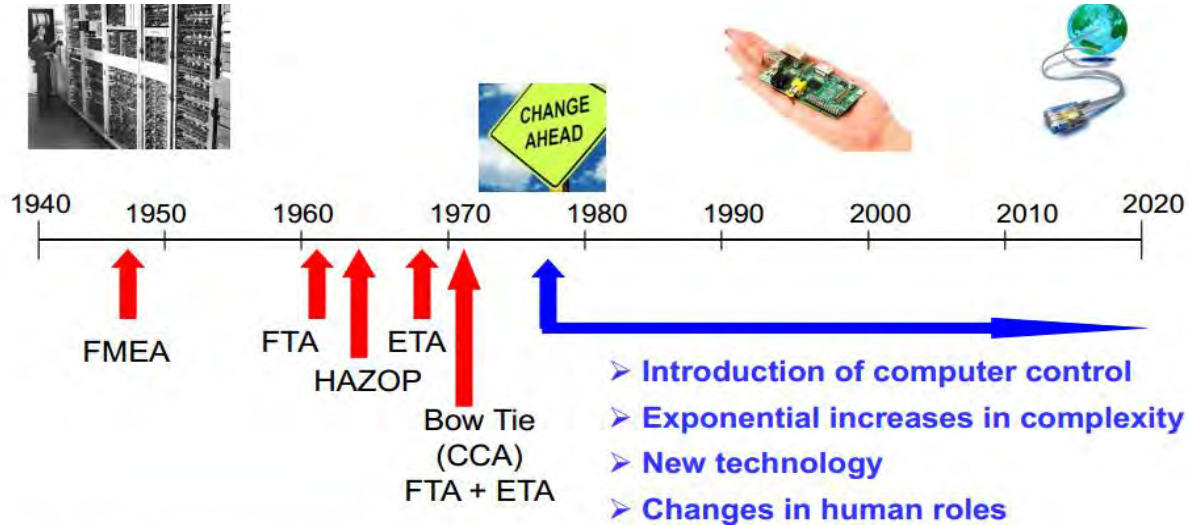 CHANGE
AHEAD
1940 1950 1960 1970 1980 1990 2000 2010 2020
FMEA
FTA
ETA
HAZOP
Bow Tie
(CCA)
FTA + ETA
➢ Introduction of computer control
➢ Exponential increases in complexity
➢ New technology
➢ Changes in human roles